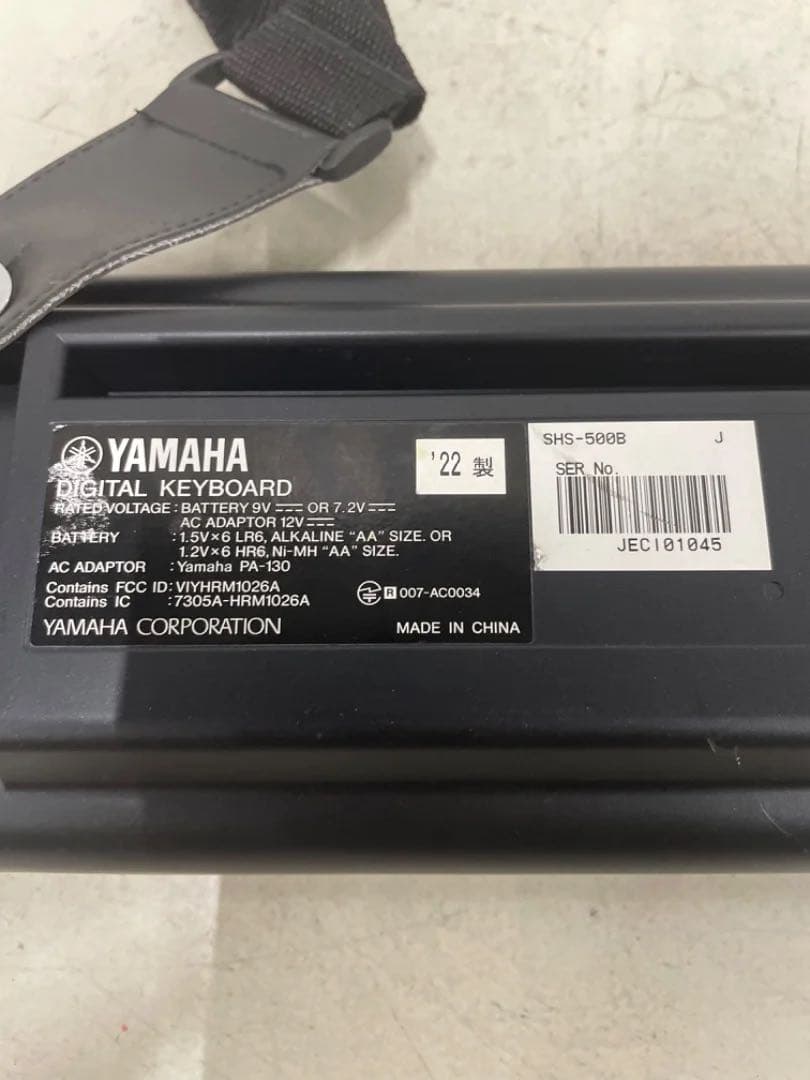 YAMAHA
'22 製
DIGITAL KEYBOARD
RATED VOLTAGE : BATTERY 9V ⎓ OR 7.2V ⎓
AC ADAPTOR 12V ⎓
BATTERY : 1.5V×6 LR6, ALKALINE “AA” SIZE. OR
1.2V×6 HR6, Ni-MH “AA” SIZE.
AC ADAPTOR : Yamaha PA-130
Contains FCC ID: VIYHRM1026A
Contains IC : 7305A-HRM1026A
R 007-AC0034
YAMAHA CORPORATION MADE IN CHINA
SHS-500B J
SER No.
JECI01045